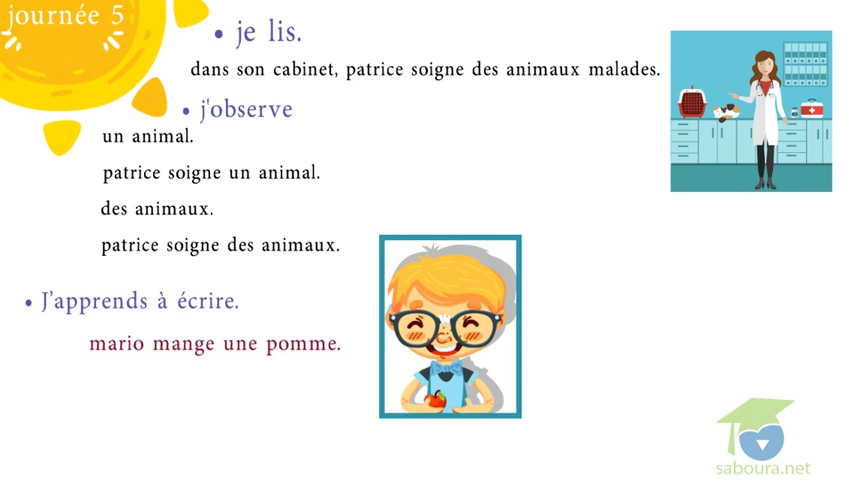 journée 5
• je lis.
dans son cabinet, patrice soigne des animaux malades.
• j'observe
un animal.
patrice soigne un animal.
des animaux.
patrice soigne des animaux.
• J'apprends à écrire.
mario mange une pomme.
saboura.net